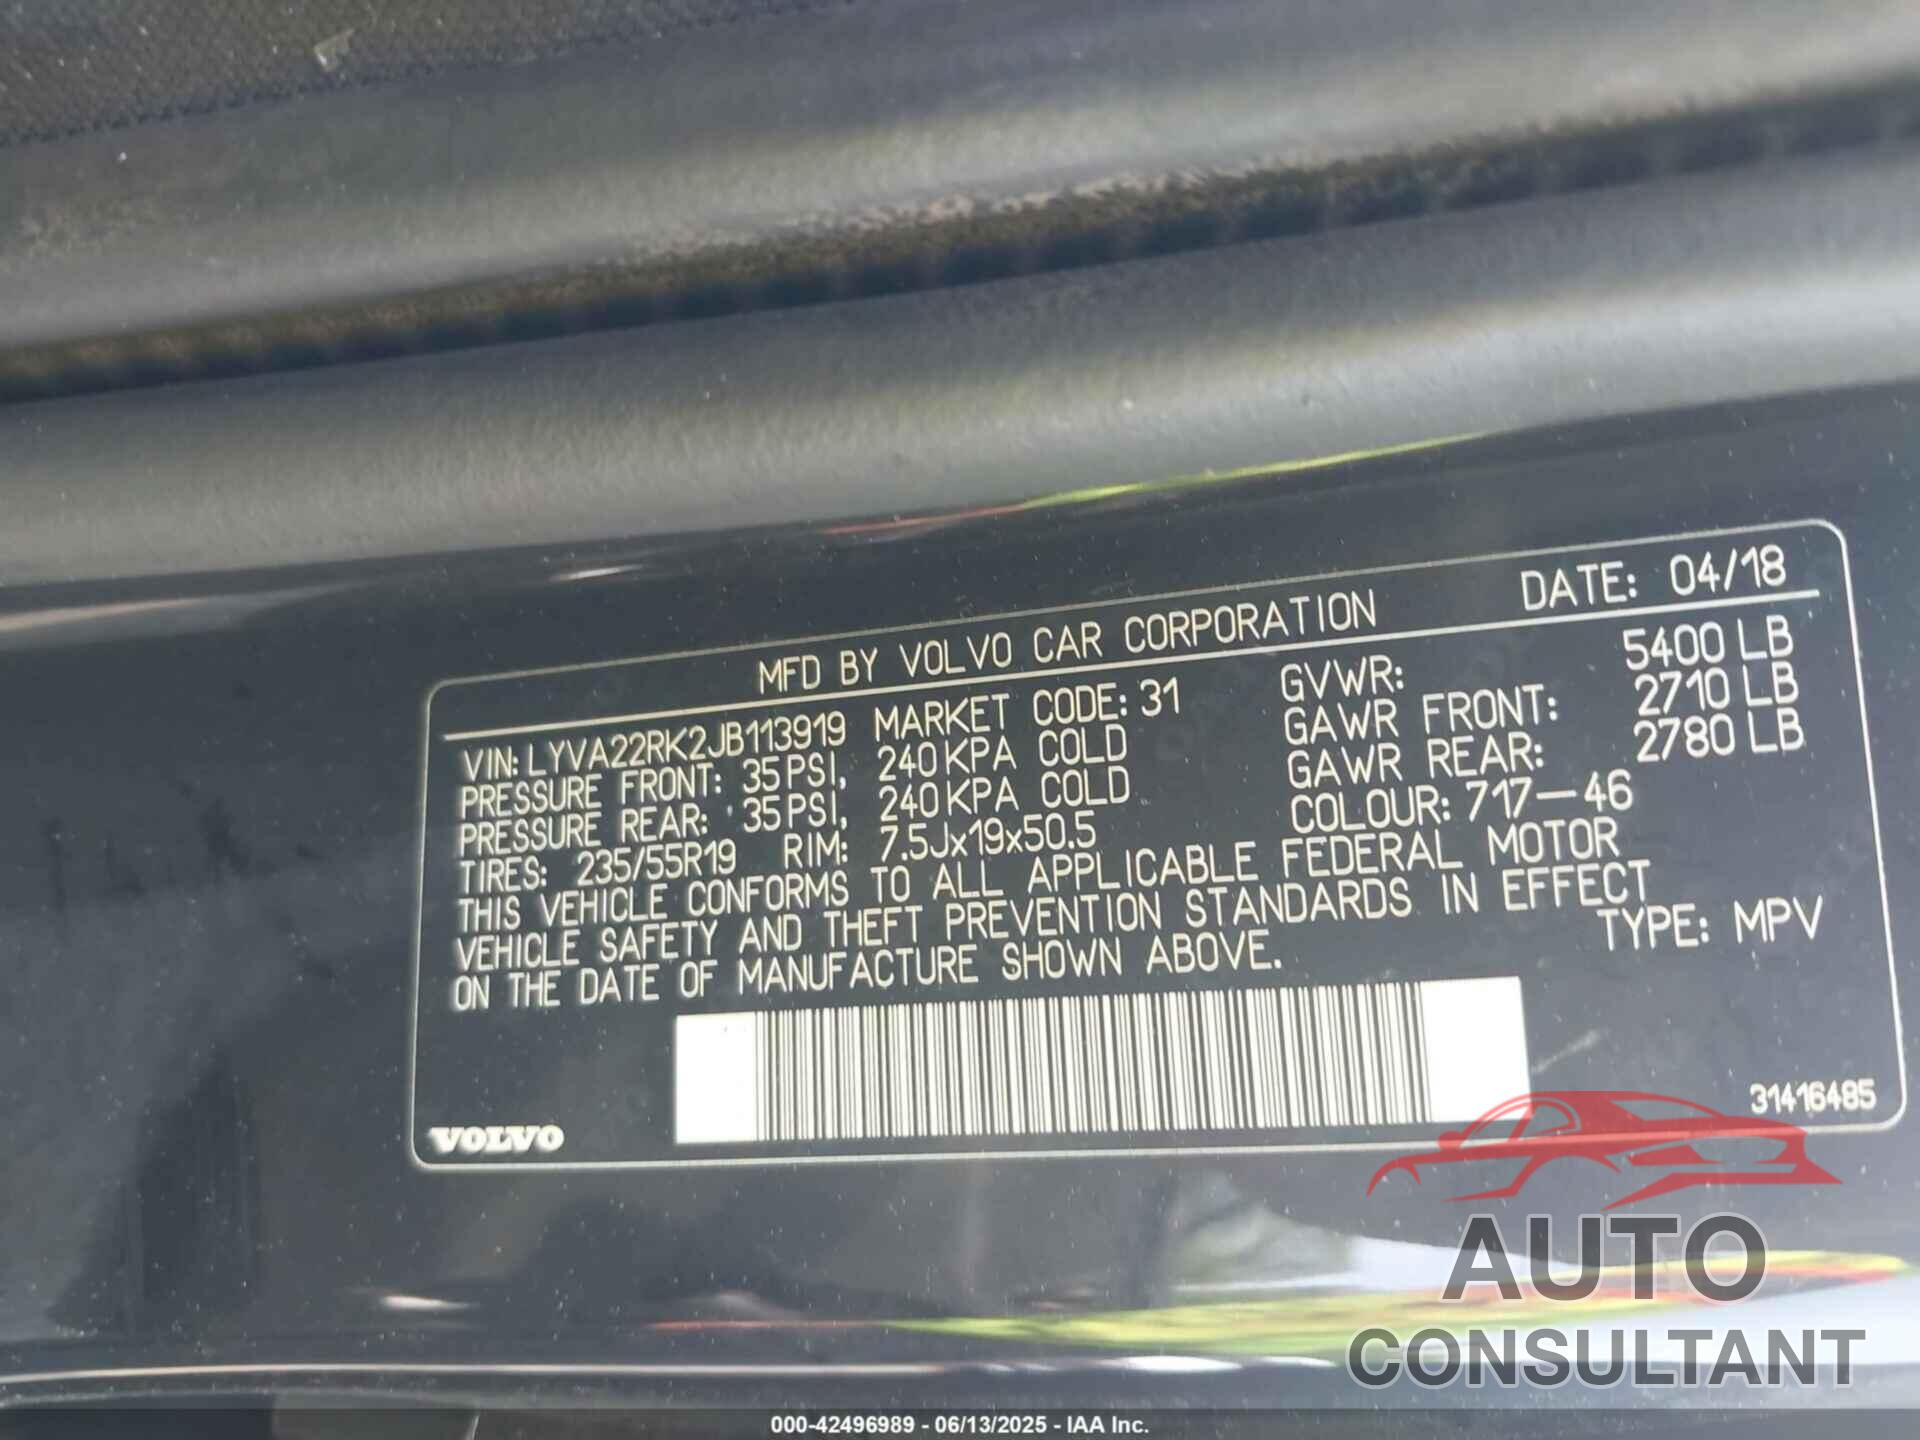 MFD BY VOLVO CAR CORPORATION DATE: 04/18
VIN: LYVA22RK2JB113919 MARKET CODE: 31 GVWR: 5400 LB
PRESSURE FRONT: 35 PSI, 240 KPA COLD GAWR FRONT: 2710 LB
PRESSURE REAR: 35 PSI, 240 KPA COLD GAWR REAR: 2780 LB
TIRES: 235/55R19 RIM: 7.5Jx19x50.5 COLOUR: 717-46
THIS VEHICLE CONFORMS TO ALL APPLICABLE FEDERAL MOTOR
VEHICLE SAFETY AND THEFT PREVENTION STANDARDS IN EFFECT
ON THE DATE OF MANUFACTURE SHOWN ABOVE. TYPE: MPV
31416485
VOLVO
AUTO
CONSULTANT
000-42496989 - 06/13/2025 - IAA Inc.